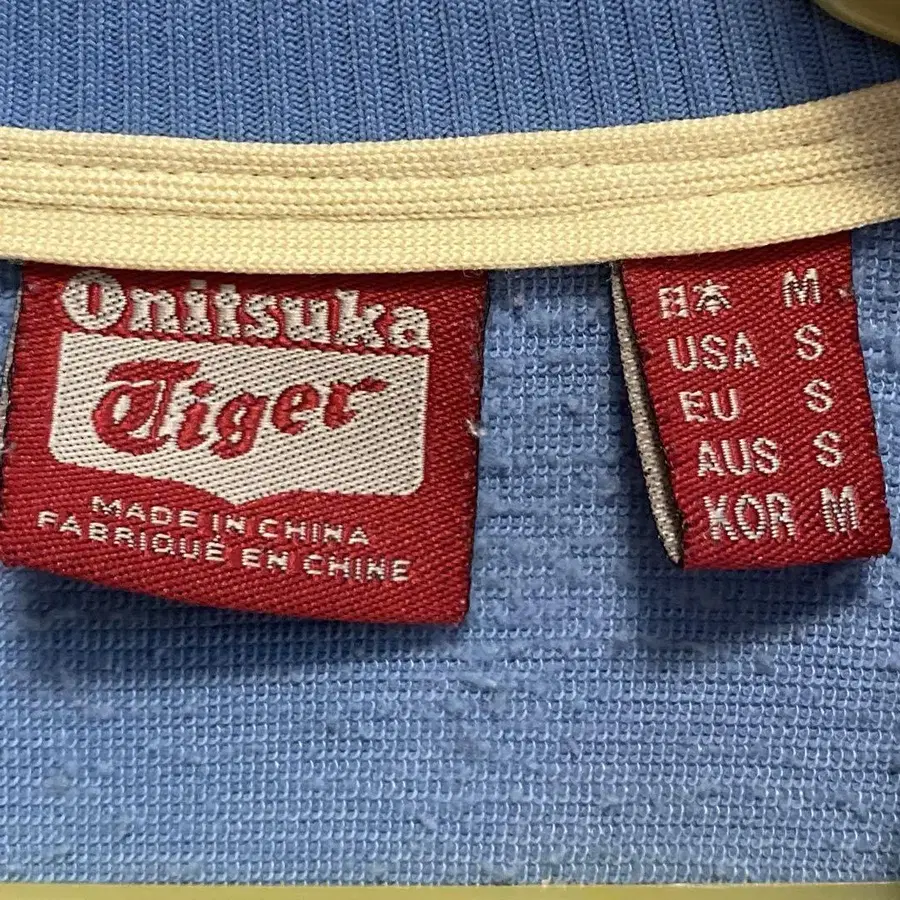 Onitsuka
Tiger
MADE IN CHINA
FABRIQUÉ EN CHINE
日本 M
USA S
EU S
AUS S
KOR M